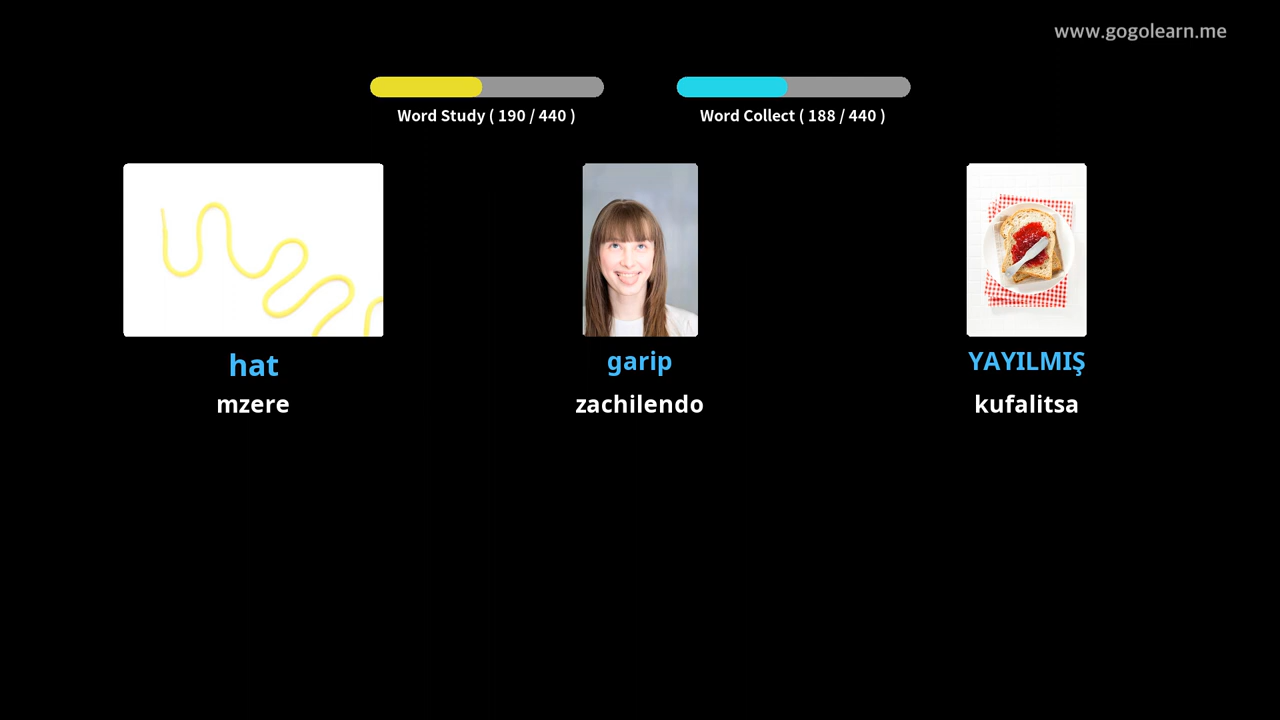 www.gogolearn.me
Word Study ( 190 / 440 )
Word Collect ( 188 / 440 )
hat
garip
YAYILMIŞ
mzere
zachilendo
kufalitsa